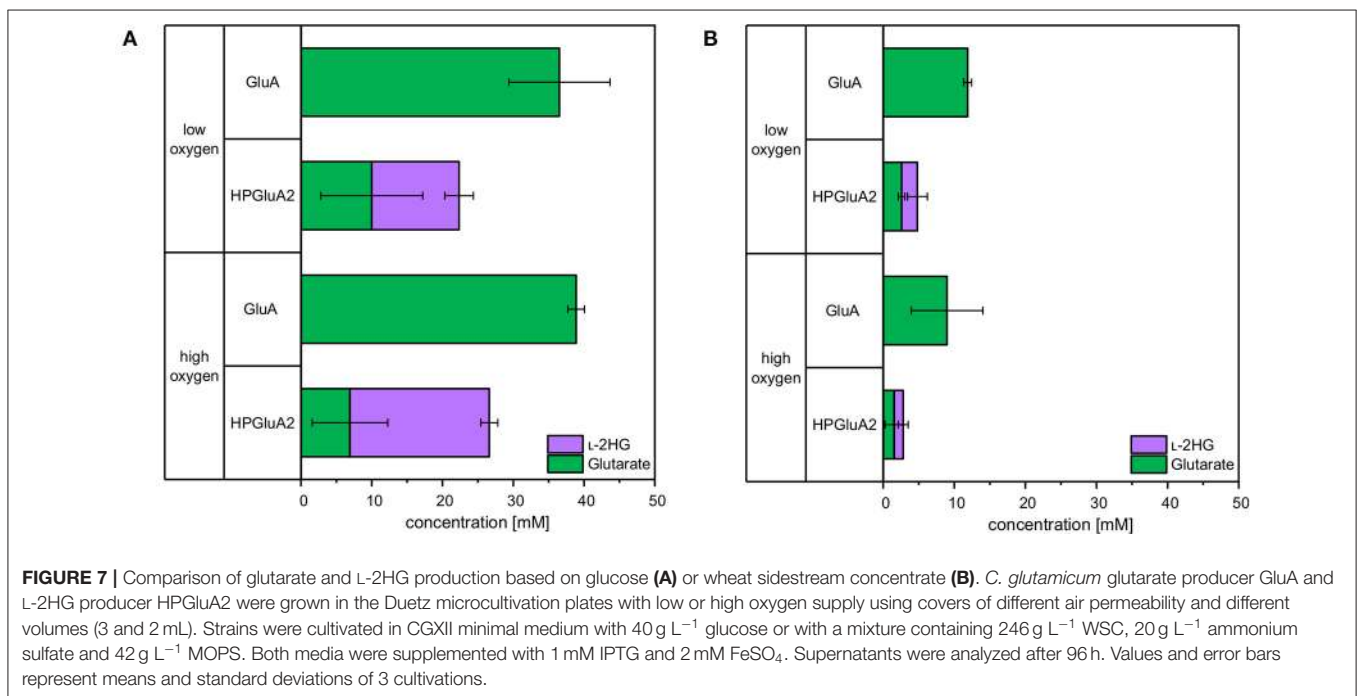 A
B
GluA
low
oxygen
HPGluA2
GluA
high
oxygen
HPGluA2
L-2HG
Glutarate
0 10 20 30 40 50
concentration [mM]
GluA
low
oxygen
HPGluA2
GluA
high
oxygen
HPGluA2
L-2HG
Glutarate
0 10 20 30 40 50
concentration [mM]
FIGURE 7 | Comparison of glutarate and L-2HG production based on glucose (A) or wheat sidestream concentrate (B). C. glutamicum glutarate producer GluA and
L-2HG producer HPGluA2 were grown in the Duetz microcultivation plates with low or high oxygen supply using covers of different air permeability and different
volumes (3 and 2 mL). Strains were cultivated in CGXII minimal medium with 40 g L⁻¹ glucose or with a mixture containing 246 g L⁻¹ WSC, 20 g L⁻¹ ammonium
sulfate and 42 g L⁻¹ MOPS. Both media were supplemented with 1 mM IPTG and 2 mM FeSO₄. Supernatants were analyzed after 96 h. Values and error bars
represent means and standard deviations of 3 cultivations.